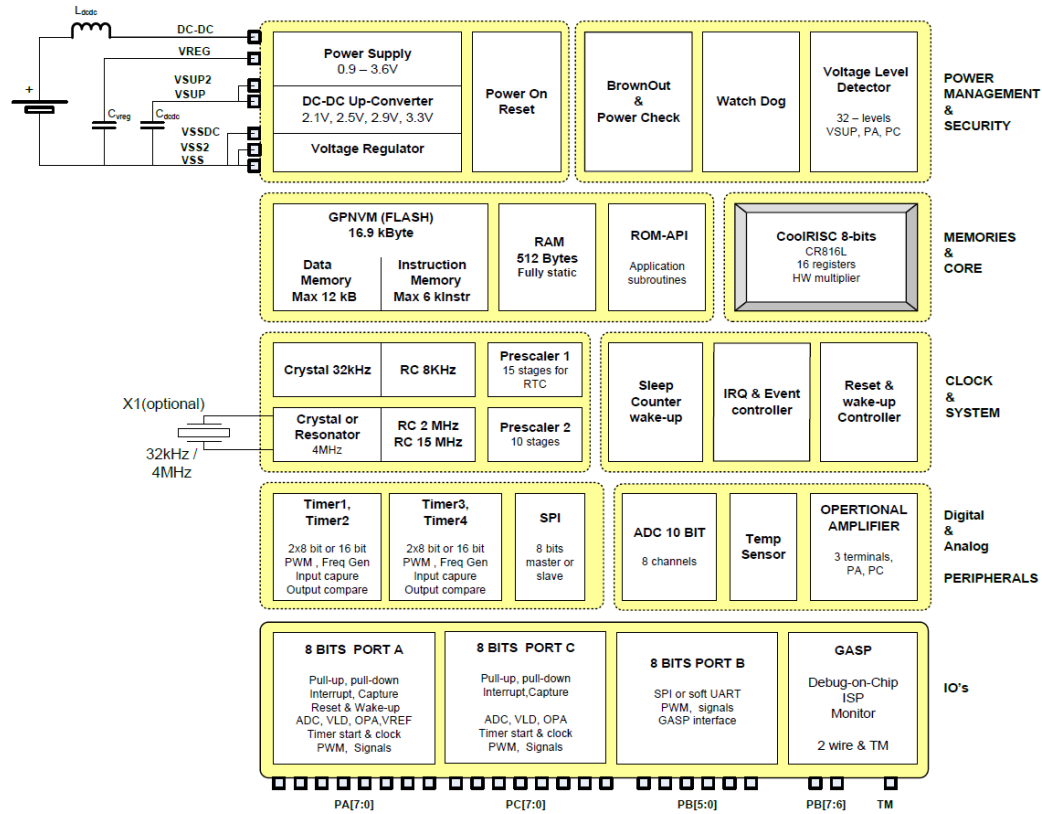 Ldcdc
DC-DC
VREG
VSUP2
VSUP
+
Cvreg
Cdcdc
VSSDC
VSS2
VSS
Power Supply
0.9 – 3.6V
DC-DC Up-Converter
2.1V, 2.5V, 2.9V, 3.3V
Voltage Regulator
Power On
Reset
BrownOut
&
Power Check
Watch Dog
Voltage Level
Detector
32 – levels
VSUP, PA, PC
POWER
MANAGEMENT
&
SECURITY
GPNVM (FLASH)
16.9 kByte
Data
Memory
Max 12 kB
Instruction
Memory
Max 6 kInstr
RAM
512 Bytes
Fully static
ROM-API
Application
subroutines
CoolRISC 8-bits
CR816L
16 registers
HW multiplier
MEMORIES
&
CORE
Crystal 32kHz
RC 8KHz
Prescaler 1
15 stages for
RTC
X1(optional)
32kHz /
4MHz
Crystal or
Resonator
4MHz
RC 2 MHz
RC 15 MHz
Prescaler 2
10 stages
Sleep
Counter
wake-up
IRQ & Event
controller
Reset &
wake-up
Controller
CLOCK
&
SYSTEM
Timer1,
Timer2
2x8 bit or 16 bit
PWM , Freq Gen
Input capure
Output compare
Timer3,
Timer4
2x8 bit or 16 bit
PWM , Freq Gen
Input capure
Output compare
SPI
8 bits
master or
slave
ADC 10 BIT
8 channels
Temp
Sensor
OPERTIONAL
AMPLIFIER
3 terminals,
PA, PC
Digital
&
Analog
PERIPHERALS
8 BITS PORT A
Pull-up, pull-down
Interrupt, Capture
Reset & Wake-up
ADC, VLD, OPA,VREF
Timer start & clock
PWM, Signals
8 BITS PORT C
Pull-up, pull-down
Interrupt,Capture
ADC, VLD, OPA
Timer start & clock
PWM, Signals
8 BITS PORT B
SPI or soft UART
PWM, signals
GASP interface
GASP
Debug-on-Chip
ISP
Monitor
2 wire & TM
IO's
PA[7:0]
PC[7:0]
PB[5:0]
PB[7:6]
TM